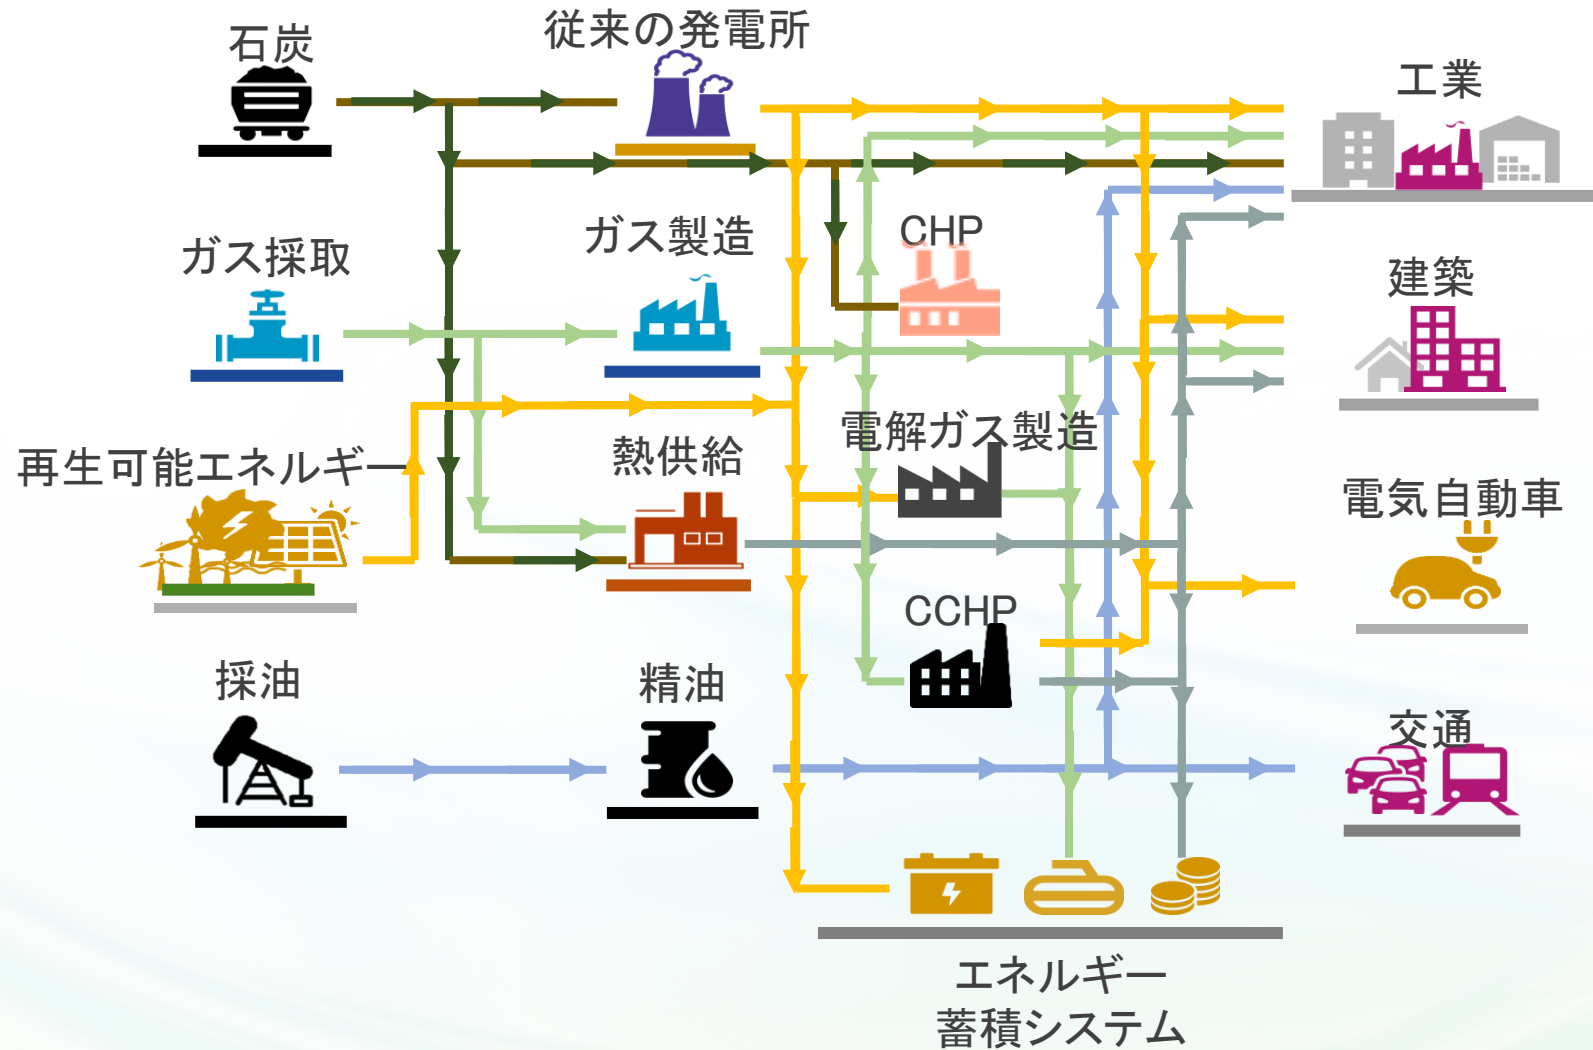 石炭
従来の発電所
工業
ガス採取
ガス製造
CHP
建築
再生可能エネルギー
熱供給
電解ガス製造
電気自動車
採油
精油
CCHP
交通
エネルギー
蓄積システム